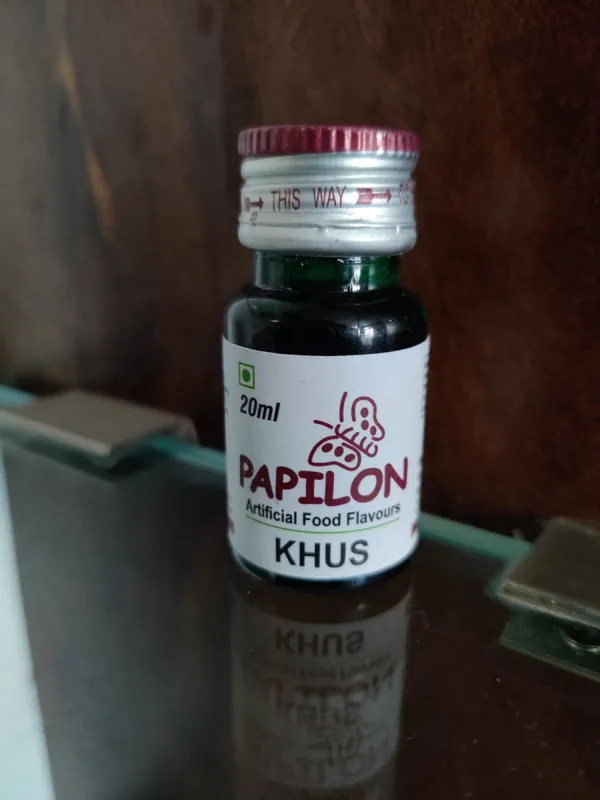 THIS WAY
20ml
PAPILON
Artificial Food Flavours
KHUS